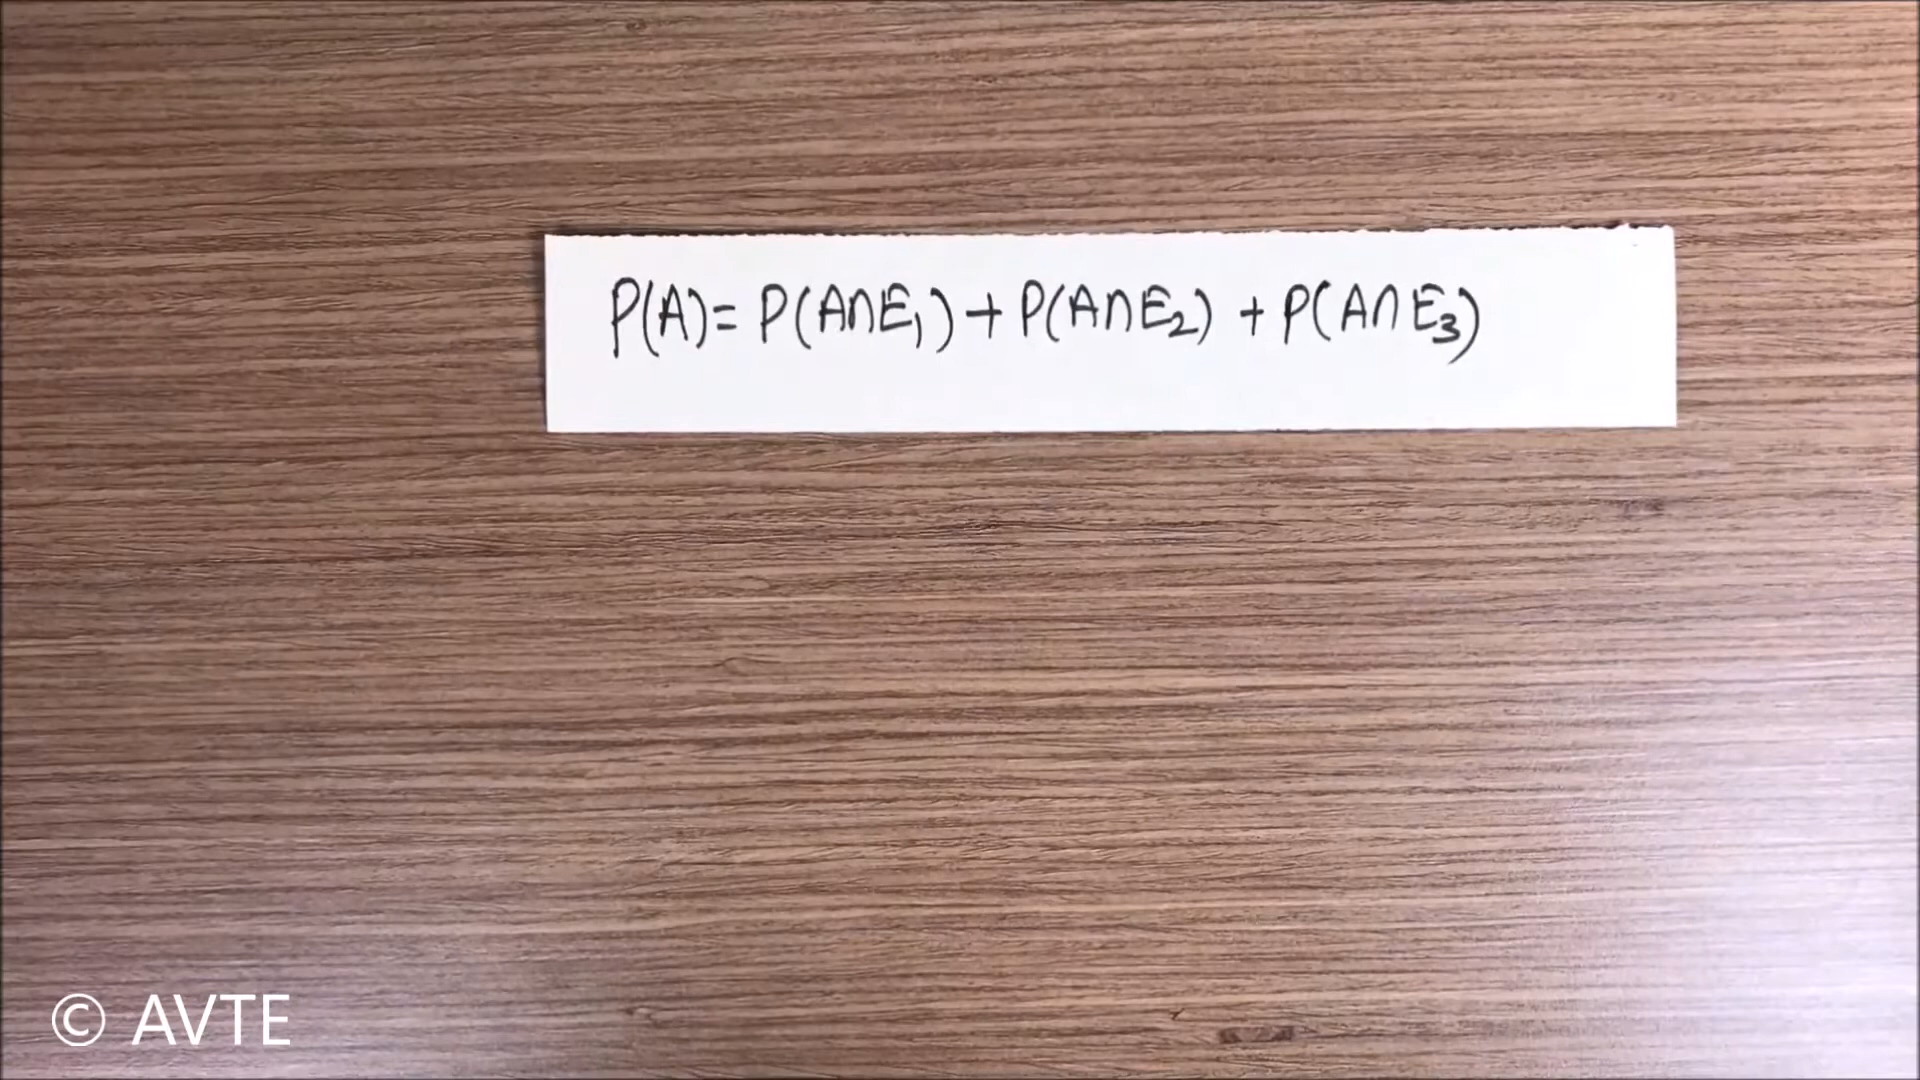 P(A)= P(A∩E₁)+P(A∩E₂) +P(A∩E₃)
© AVTE